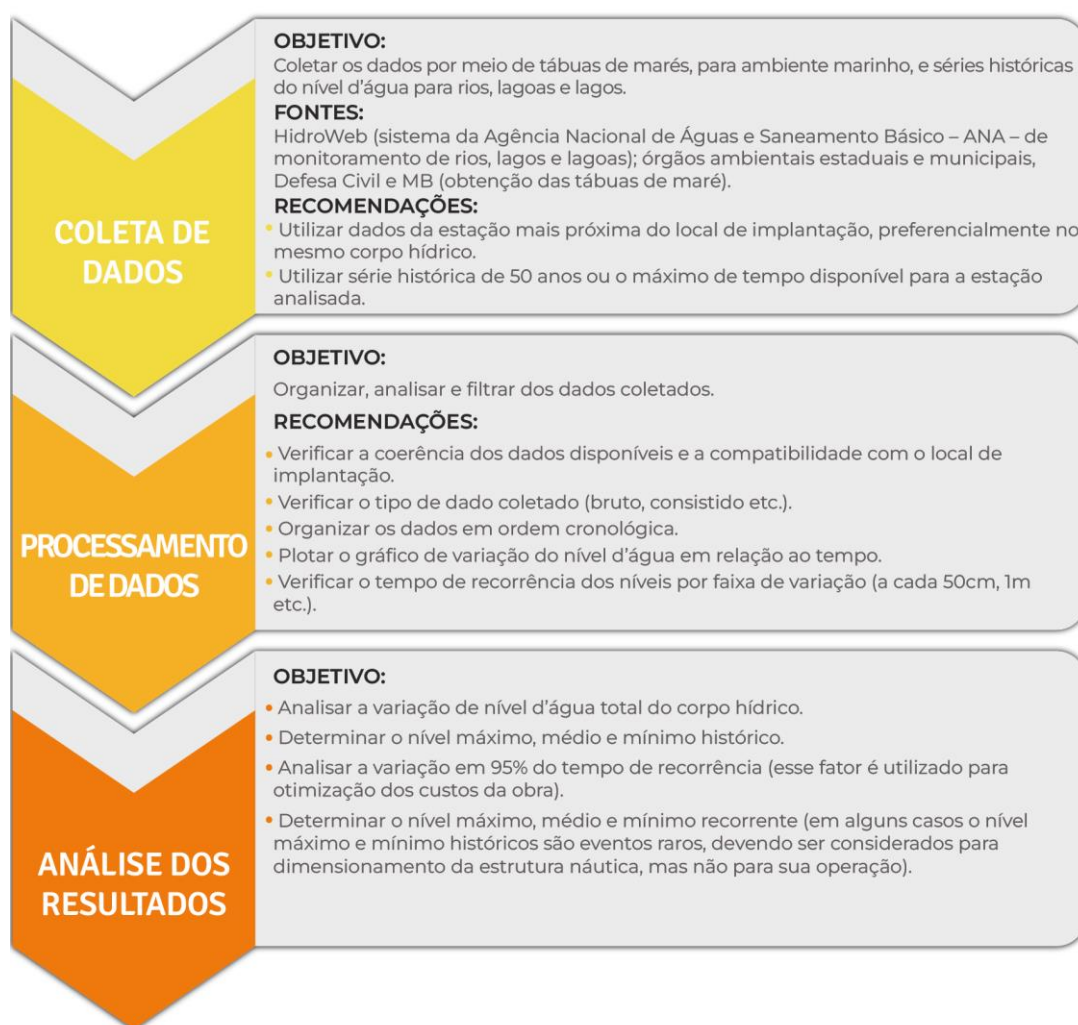 OBJETIVO:
Coletar os dados por meio de tábuas de marés, para ambiente marinho, e séries históricas
do nível d’água para rios, lagoas e lagos.
FONTES:
HidroWeb (sistema da Agência Nacional de Águas e Saneamento Básico – ANA – de
monitoramento de rios, lagos e lagoas); órgãos ambientais estaduais e municipais,
Defesa Civil e MB (obtenção das tábuas de maré).
RECOMENDAÇÕES:
• Utilizar dados da estação mais próxima do local de implantação, preferencialmente no
mesmo corpo hídrico.
• Utilizar série histórica de 50 anos ou o máximo de tempo disponível para a estação
analisada.
COLETA DE
DADOS
OBJETIVO:
Organizar, analisar e filtrar dos dados coletados.
RECOMENDAÇÕES:
• Verificar a coerência dos dados disponíveis e a compatibilidade com o local de
implantação.
• Verificar o tipo de dado coletado (bruto, consistido etc.).
• Organizar os dados em ordem cronológica.
• Plotar o gráfico de variação do nível d’água em relação ao tempo.
• Verificar o tempo de recorrência dos níveis por faixa de variação (a cada 50cm, 1m
etc.).
PROCESSAMENTO
DE DADOS
OBJETIVO:
• Analisar a variação de nível d’água total do corpo hídrico.
• Determinar o nível máximo, médio e mínimo histórico.
• Analisar a variação em 95% do tempo de recorrência (esse fator é utilizado para
otimização dos custos da obra).
• Determinar o nível máximo, médio e mínimo recorrente (em alguns casos o nível
máximo e mínimo históricos são eventos raros, devendo ser considerados para
dimensionamento da estrutura náutica, mas não para sua operação).
ANÁLISE DOS
RESULTADOS